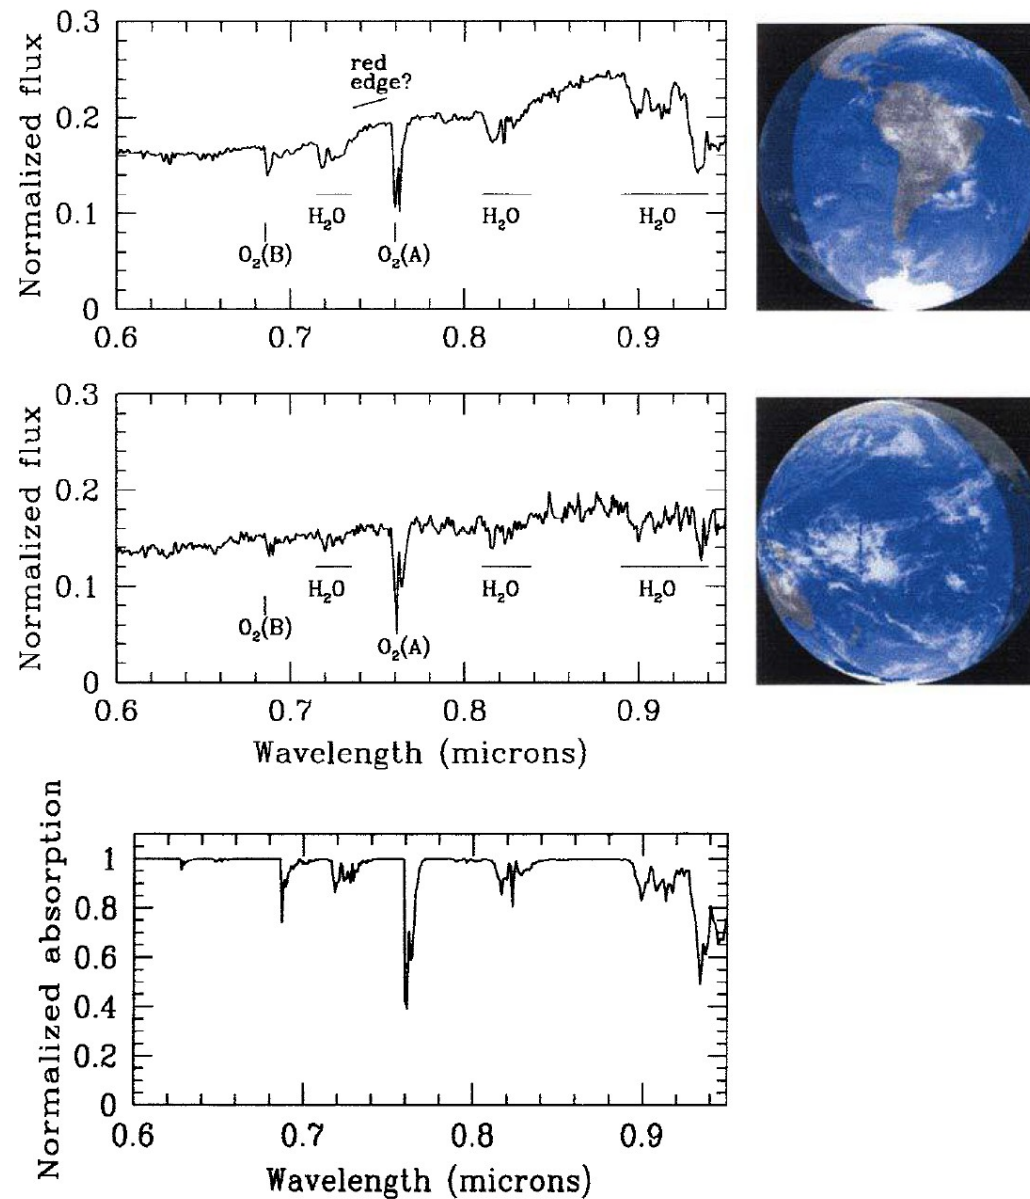 Normalized flux
0.3
0.2
0.1
0
red
edge?
H₂O
H₂O
H₂O
O₂(B)
O₂(A)
0.6
0.7
0.8
0.9
Normalized flux
0.3
0.2
0.1
0
H₂O
H₂O
H₂O
O₂(B)
O₂(A)
0.6
0.7
0.8
0.9
Wavelength (microns)
Normalized absorption
1
0.8
0.6
0.4
0.2
0
0.6
0.7
0.8
0.9
Wavelength (microns)